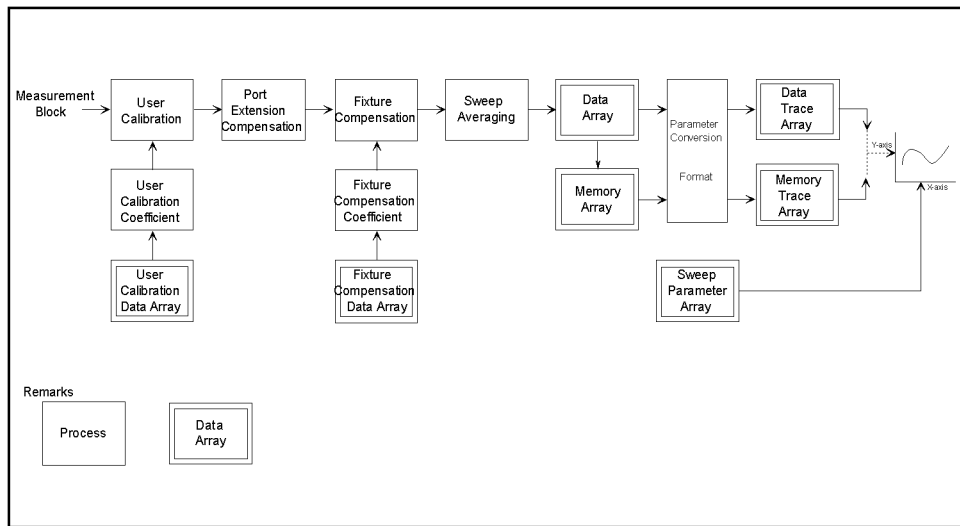 Measurement
Block
User
Calibration
Port
Extension
Compensation
Fixture
Compensation
Sweep
Averaging
Data
Array
Parameter
Conversion
Format
Data
Trace
Array
Y-axis
X-axis
User
Calibration
Coefficient
Fixture
Compensation
Coefficient
Memory
Array
Memory
Trace
Array
User
Calibration
Data Array
Fixture
Compensation
Data Array
Sweep
Parameter
Array
Remarks
Process
Data
Array